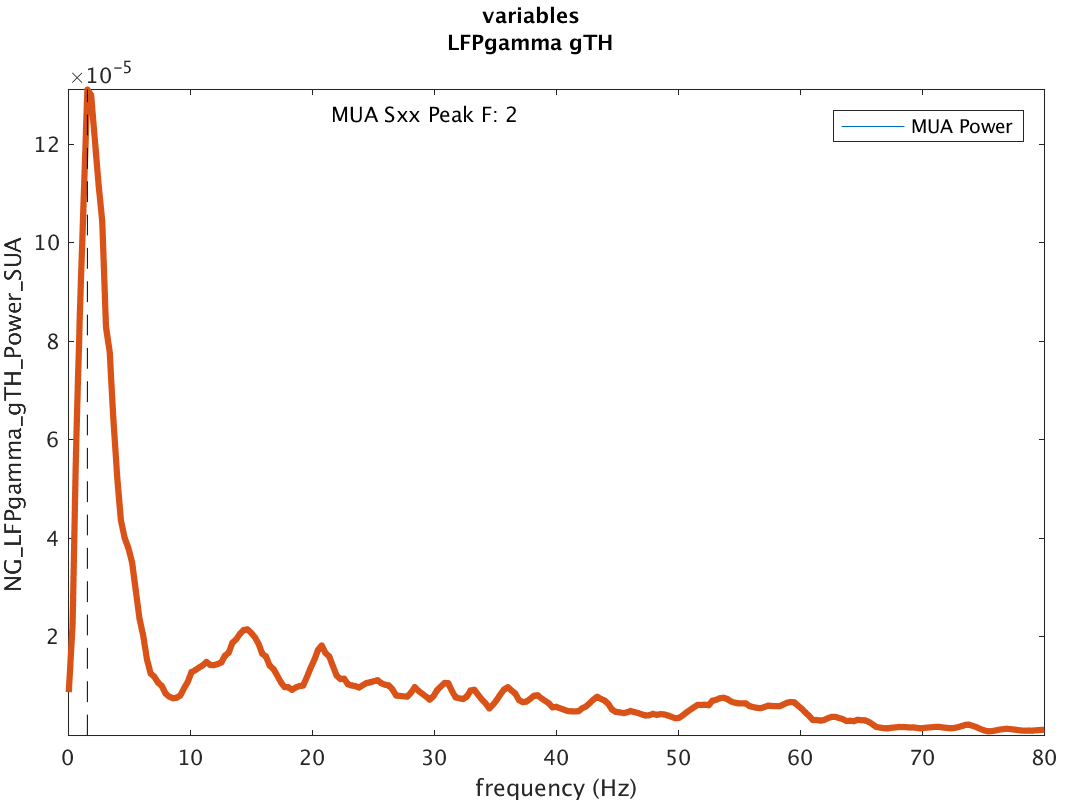 variables
LFPgamma gTH
×10⁻⁵
MUA Sxx Peak F: 2
MUA Power
12
10
8
6
4
2
NG_LFPgamma_gTH_Power_SUA
0 10 20 30 40 50 60 70 80
frequency (Hz)